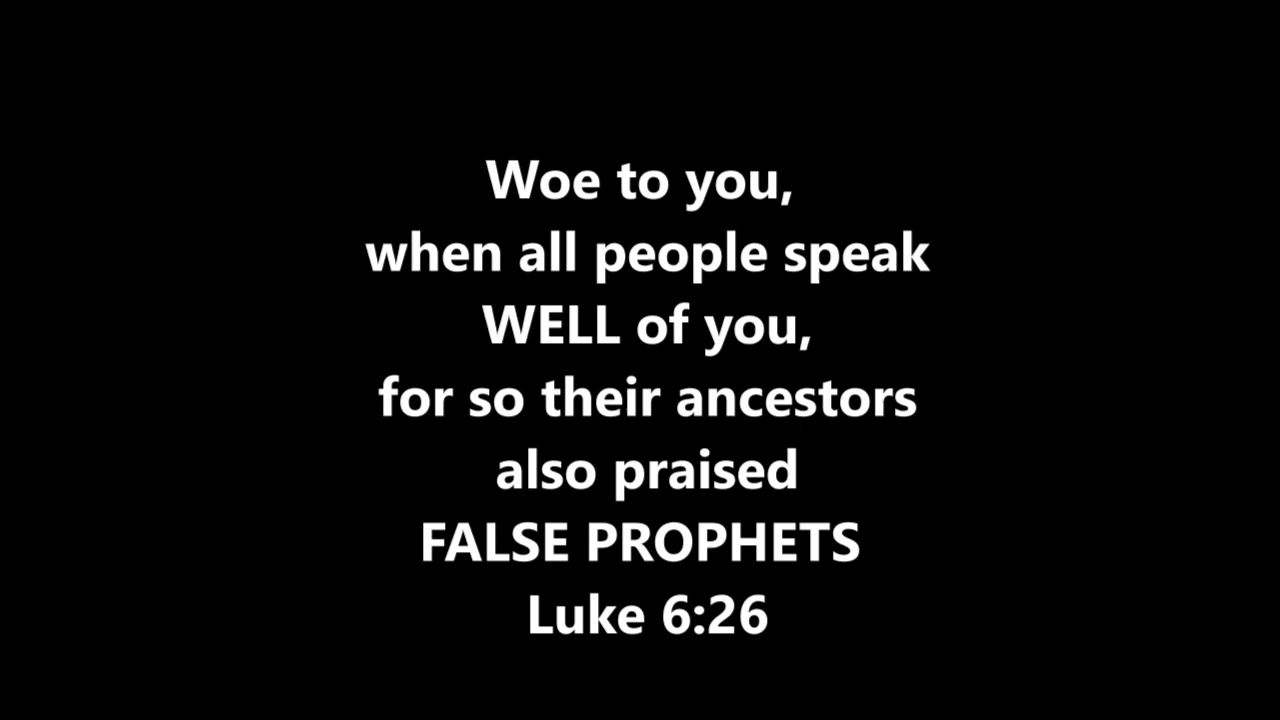 Woe to you,
when all people speak
WELL of you,
for so their ancestors
also praised
FALSE PROPHETS
Luke 6:26